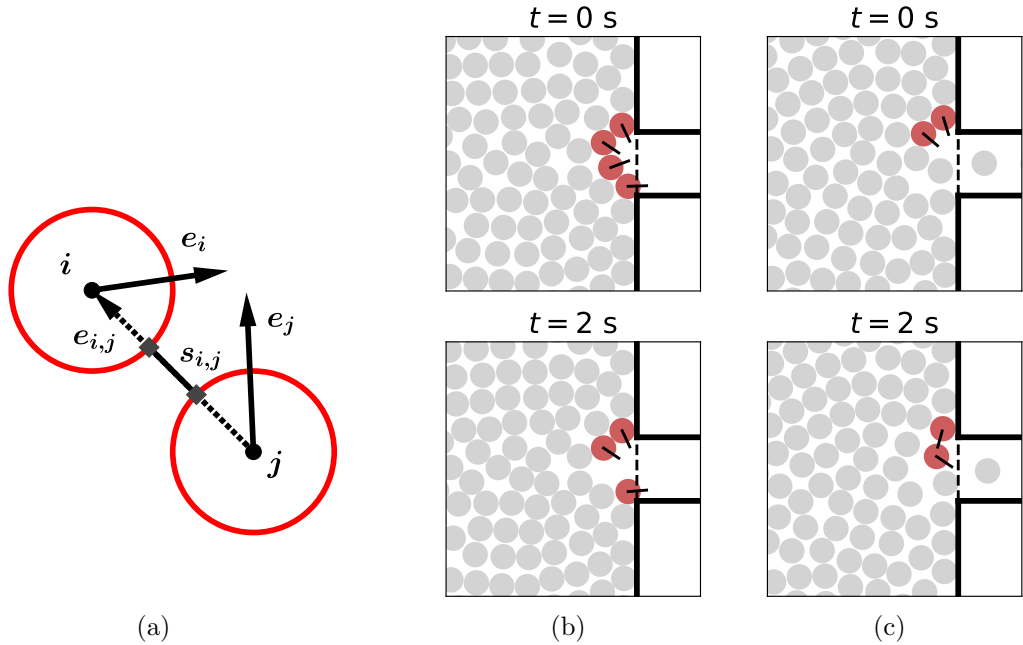 t = 0 s
t = 0 s
e_i
i
e_j
e_{i,j}
s_{i,j}
j
t = 2 s
t = 2 s
(a)
(b)
(c)